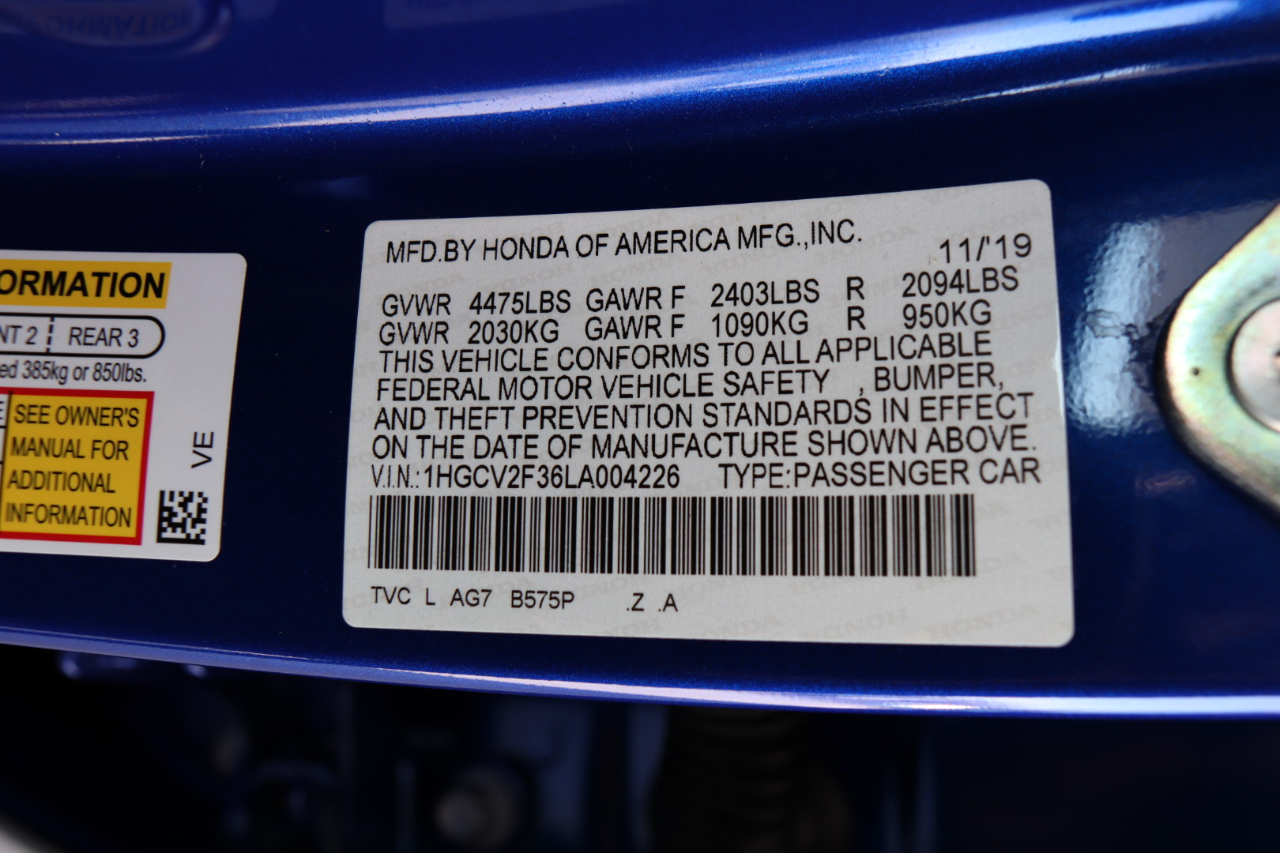 ORMATION
NT 2 REAR 3
ed 385kg or 850lbs.
SEE OWNER'S
MANUAL FOR
ADDITIONAL
INFORMATION
VE
MFD.BY HONDA OF AMERICA MFG.,INC.
11/'19
GVWR 4475LBS GAWR F 2403LBS R 2094LBS
GVWR 2030KG GAWR F 1090KG R 950KG
THIS VEHICLE CONFORMS TO ALL APPLICABLE
FEDERAL MOTOR VEHICLE SAFETY , BUMPER,
AND THEFT PREVENTION STANDARDS IN EFFECT
ON THE DATE OF MANUFACTURE SHOWN ABOVE.
V.I.N.:1HGCV2F36LA004226 TYPE:PASSENGER CAR
TVC L AG7 B575P .Z .A